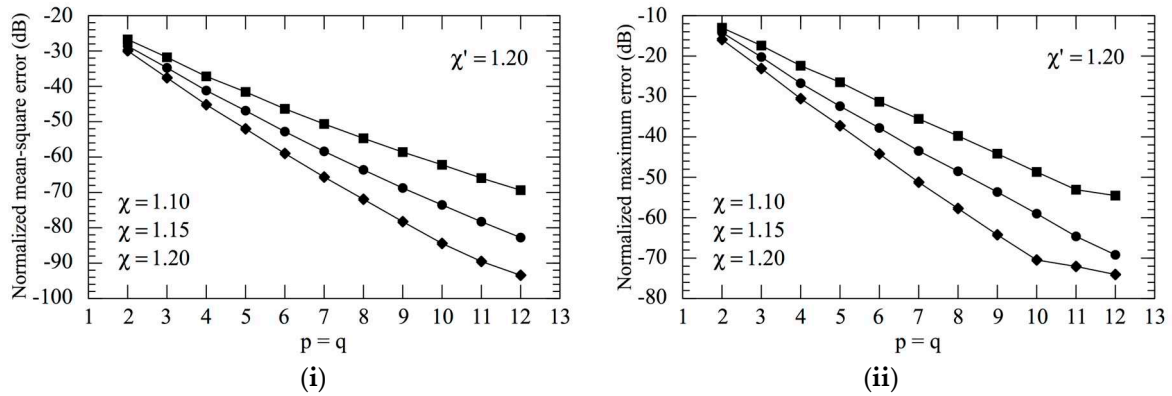 Normalized mean-square error (dB)
-20
-30
-40
-50
-60
-70
-80
-90
-100
χ' = 1.20
χ = 1.10
χ = 1.15
χ = 1.20
1 2 3 4 5 6 7 8 9 10 11 12 13
p = q
(i)
Normalized maximum error (dB)
-10
-20
-30
-40
-50
-60
-70
-80
χ' = 1.20
χ = 1.10
χ = 1.15
χ = 1.20
1 2 3 4 5 6 7 8 9 10 11 12 13
p = q
(ii)